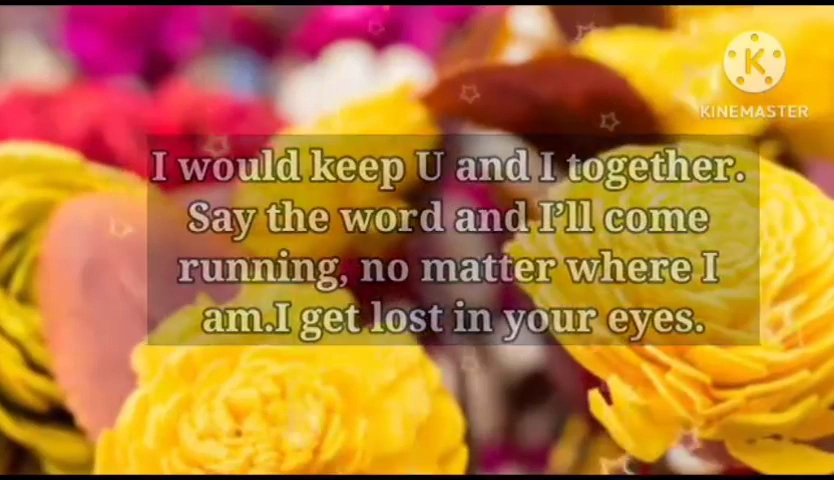 KINEMASTER
I would keep U and I together.
Say the word and I'll come
running, no matter where I
am.I get lost in your eyes.